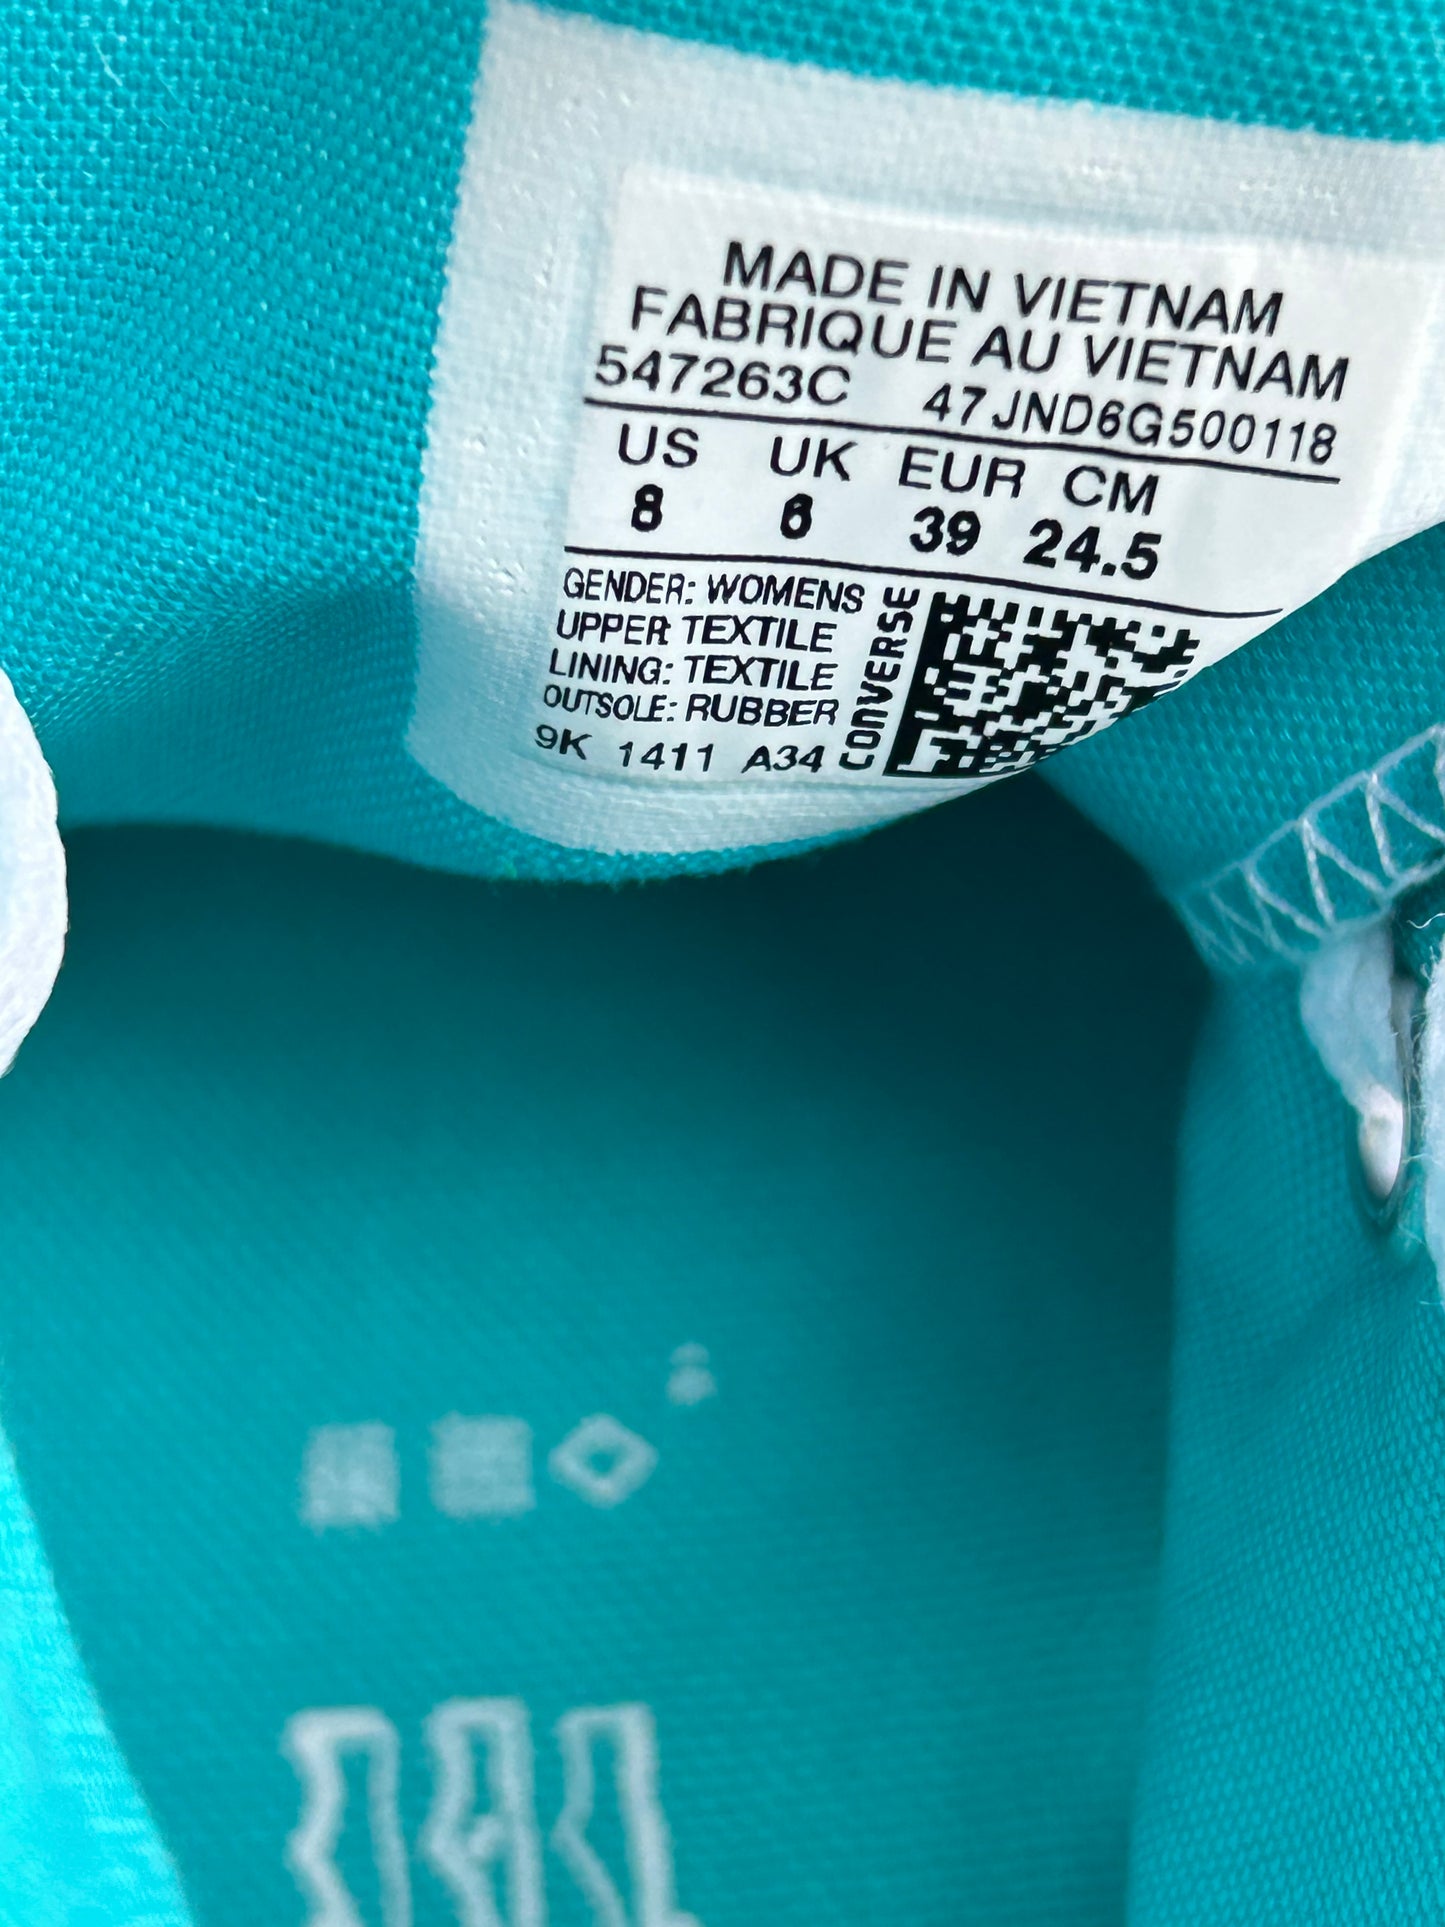 MADE IN VIETNAM
FABRIQUE AU VIETNAM
547263C 47JND6G500118
US UK EUR CM
8 6 39 24.5
GENDER: WOMENS
UPPER: TEXTILE
LINING: TEXTILE
OUTSOLE: RUBBER
9K 1411 A34
CONVERSE